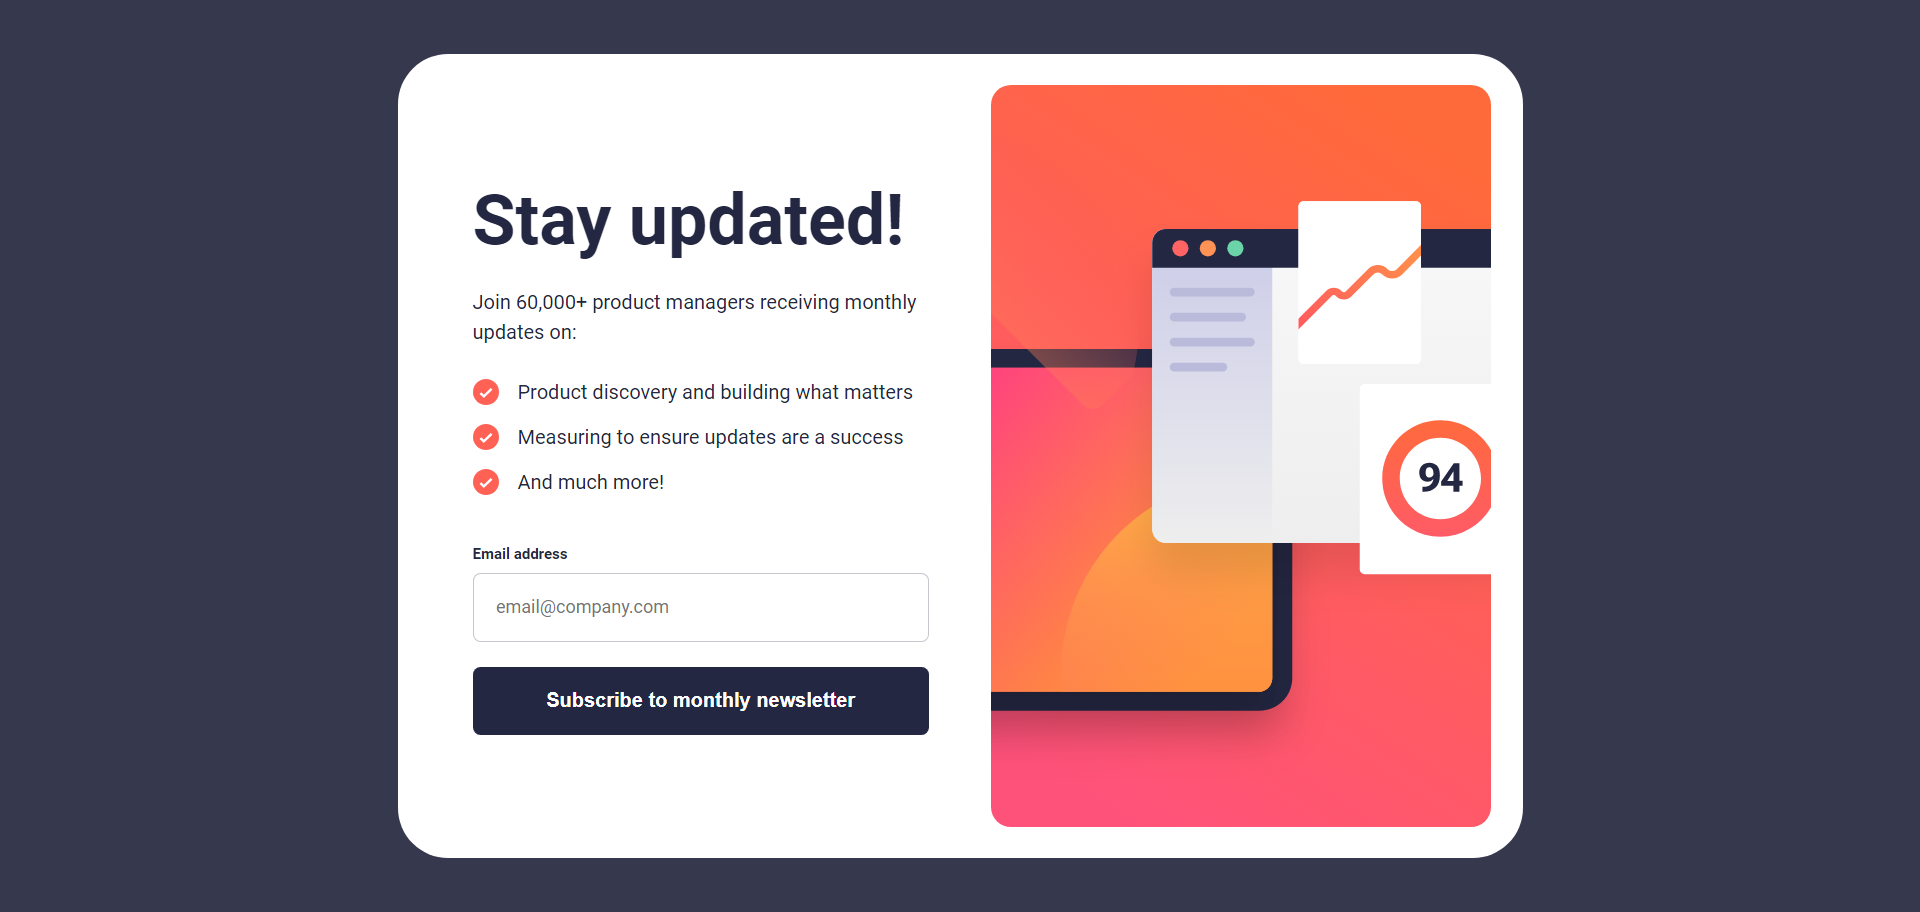 Stay updated!
Join 60,000+ product managers receiving monthly
updates on:
Product discovery and building what matters
Measuring to ensure updates are a success
And much more!
Email address
email@company.com
Subscribe to monthly newsletter
94